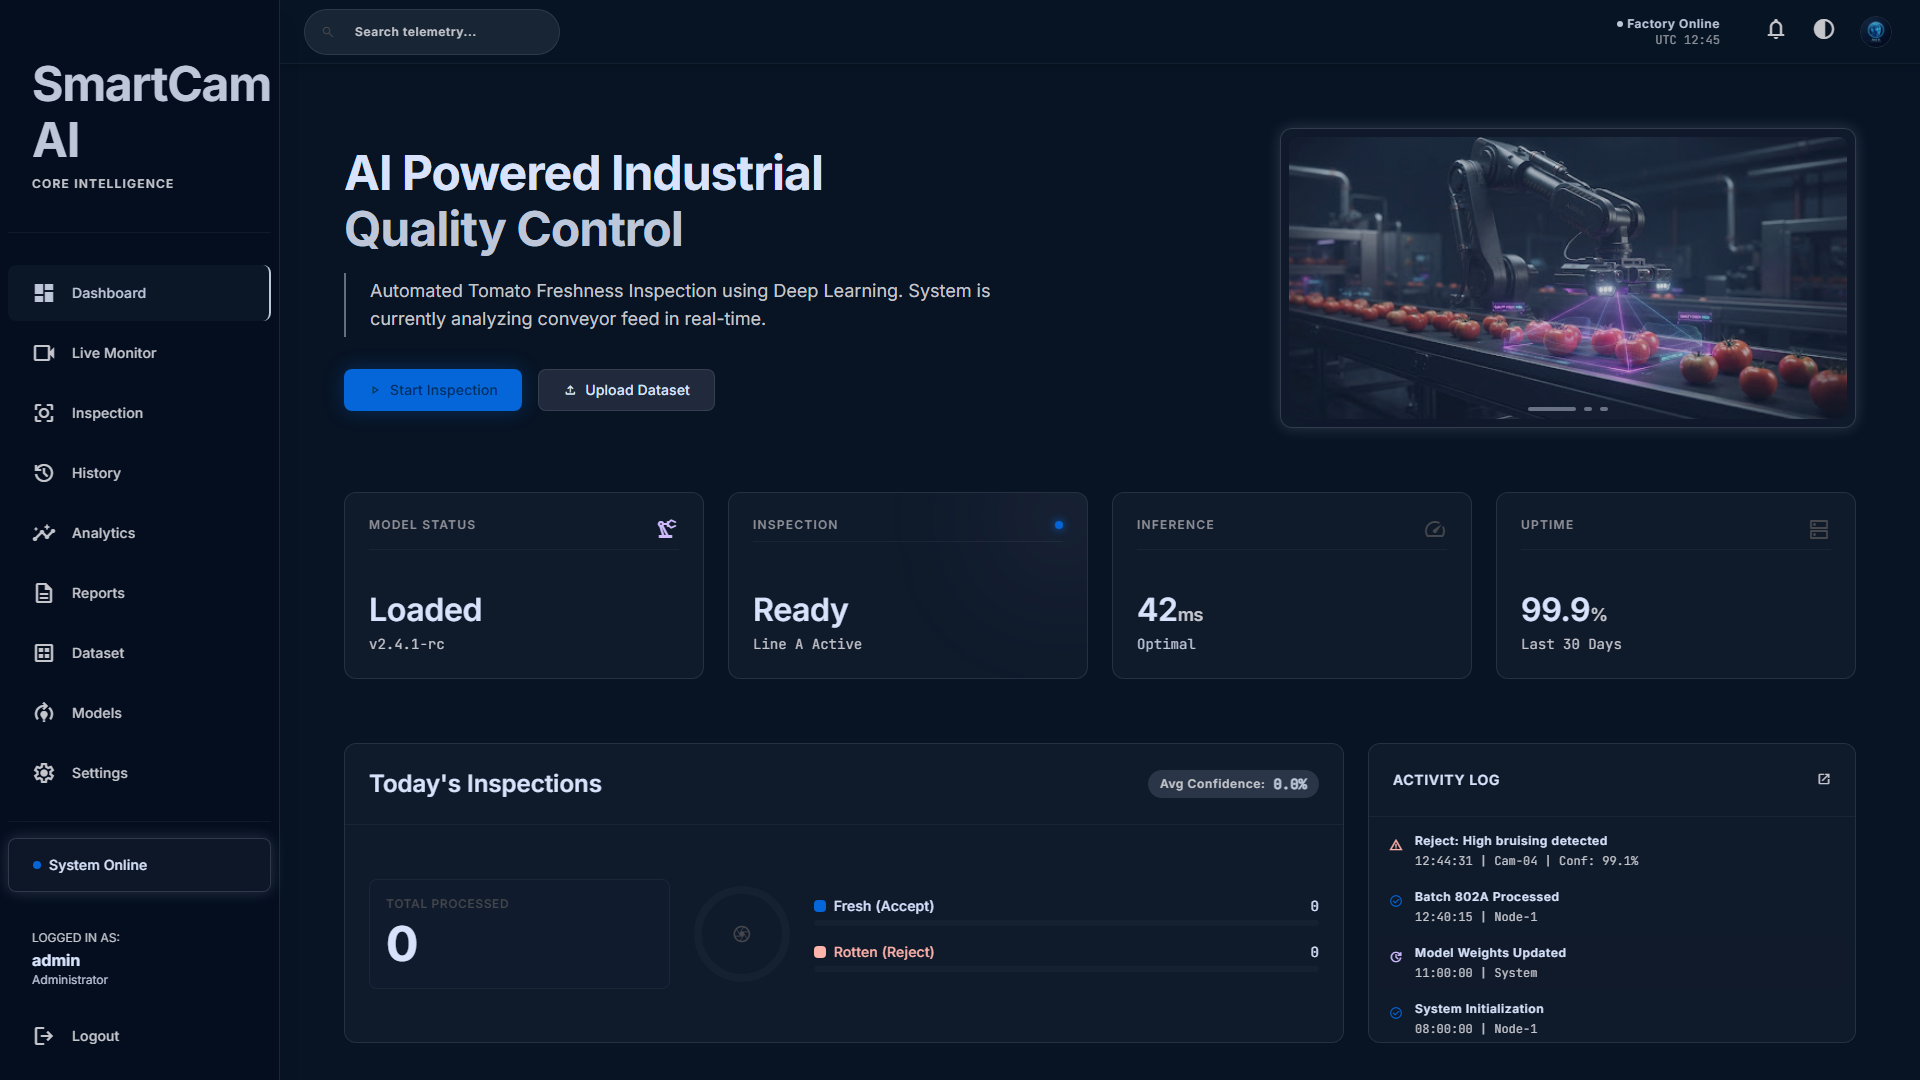 SmartCam
AI
CORE INTELLIGENCE
Dashboard
Live Monitor
Inspection
History
Analytics
Reports
Dataset
Models
Settings
System Online
LOGGED IN AS:
admin
Administrator
Logout
Search telemetry...
Factory Online
UTC 12:45
AI Powered Industrial
Quality Control
Automated Tomato Freshness Inspection using Deep Learning. System is
currently analyzing conveyor feed in real-time.
Start Inspection
Upload Dataset
MODEL STATUS
Loaded
v2.4.1-rc
INSPECTION
Ready
Line A Active
INFERENCE
42ms
Optimal
UPTIME
99.9%
Last 30 Days
Today's Inspections
Avg Confidence: 0.0%
TOTAL PROCESSED
0
Fresh (Accept) 0
Rotten (Reject) 0
ACTIVITY LOG
Reject: High bruising detected
12:44:31 | Cam-04 | Conf: 99.1%
Batch 802A Processed
12:40:15 | Node-1
Model Weights Updated
11:00:00 | System
System Initialization
08:00:00 | Node-1